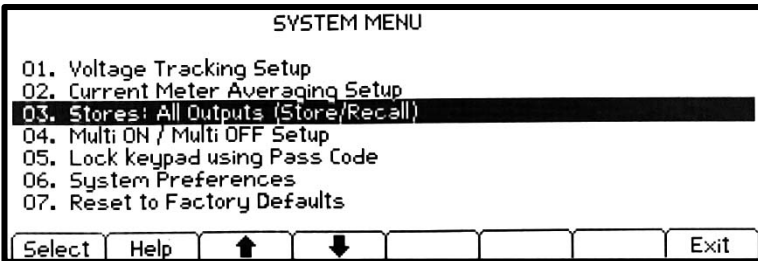 SYSTEM MENU
01. Voltage Tracking Setup
02. Current Meter Averaging Setup
03. Stores: All Outputs (Store/Recall)
04. Multi ON / Multi OFF Setup
05. Lock keypad using Pass Code
06. System Preferences
07. Reset to Factory Defaults
Select Help ↑ ↓ Exit